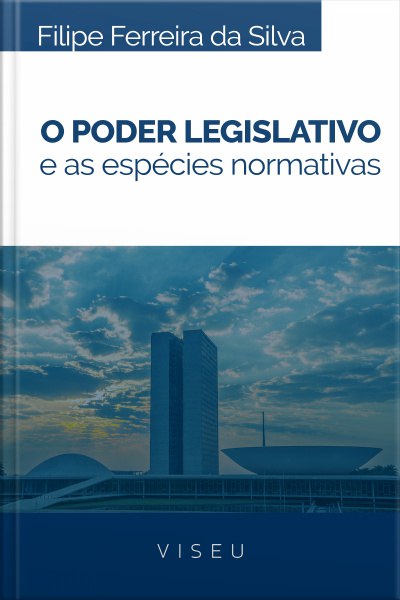 Filipe Ferreira da Silva
O PODER LEGISLATIVO
e as espécies normativas
VISEU